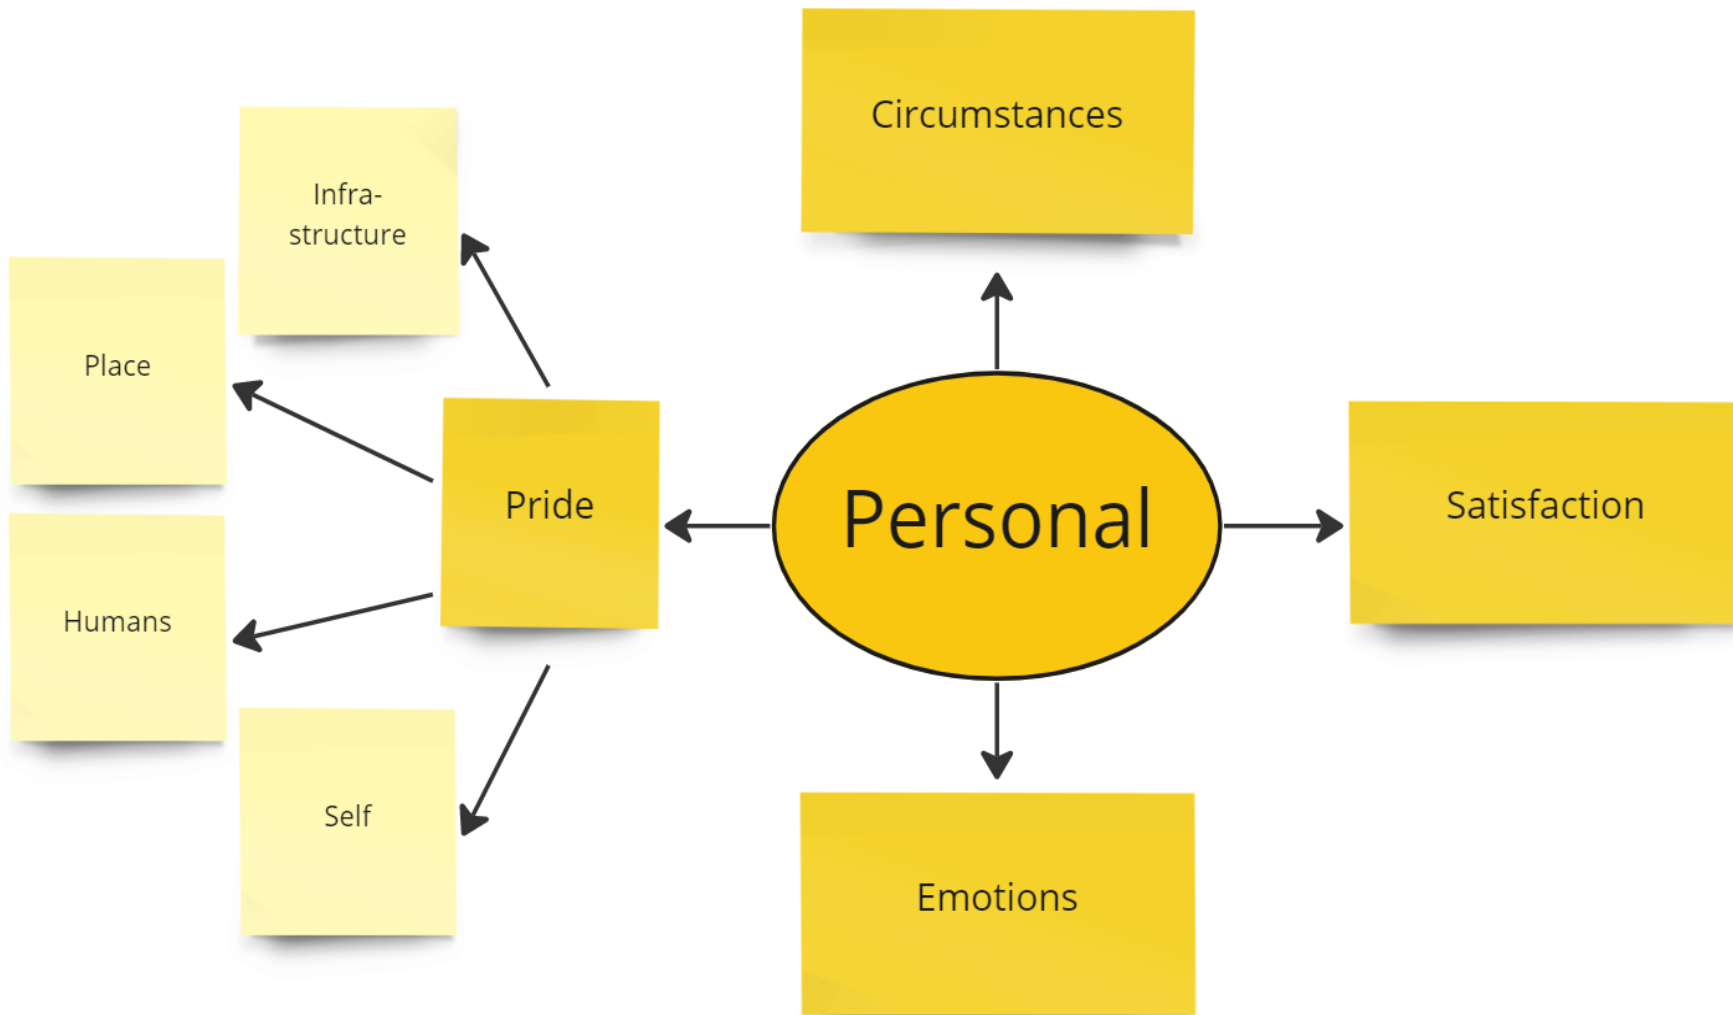 Circumstances
Infra-
structure
Place
Pride
Personal
Satisfaction
Humans
Self
Emotions